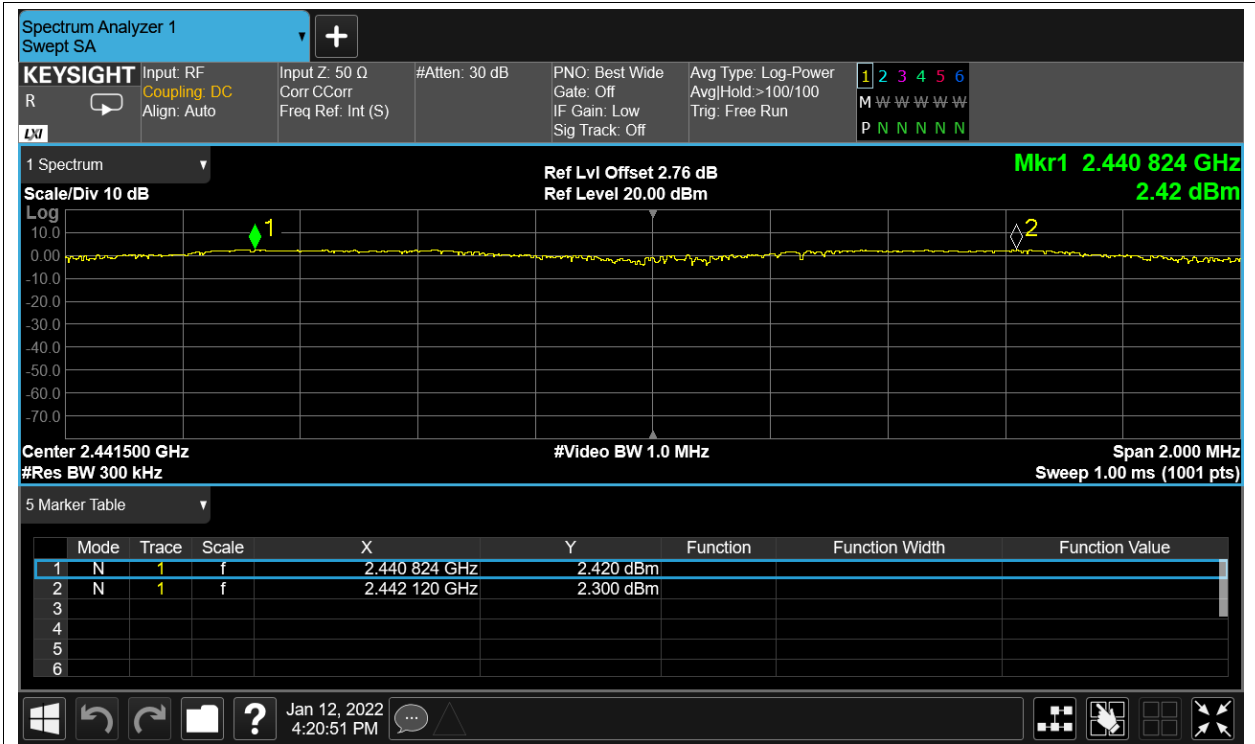 Spectrum Analyzer 1
Swept SA
KEYSIGHT
R
LXI
Input: RF
Coupling: DC
Align: Auto
Input Z: 50 Ω
Corr CCorr
Freq Ref: Int (S)
#Atten: 30 dB
PNO: Best Wide
Gate: Off
IF Gain: Low
Sig Track: Off
Avg Type: Log-Power
Avg|Hold:>100/100
Trig: Free Run
1 2 3 4 5 6
M W W W W W
P N N N N N
1 Spectrum
Scale/Div 10 dB
Ref Lvl Offset 2.76 dB
Ref Level 20.00 dBm
Mkr1 2.440 824 GHz
2.42 dBm
Log
10.0
0.00
-10.0
-20.0
-30.0
-40.0
-50.0
-60.0
-70.0
1
2
Center 2.441500 GHz
#Res BW 300 kHz
#Video BW 1.0 MHz
Span 2.000 MHz
Sweep 1.00 ms (1001 pts)
5 Marker Table
Mode Trace Scale X Y Function Function Width Function Value
1 N 1 f 2.440 824 GHz 2.420 dBm
2 N 1 f 2.442 120 GHz 2.300 dBm
3
4
5
6
?
Jan 12, 2022
4:20:51 PM